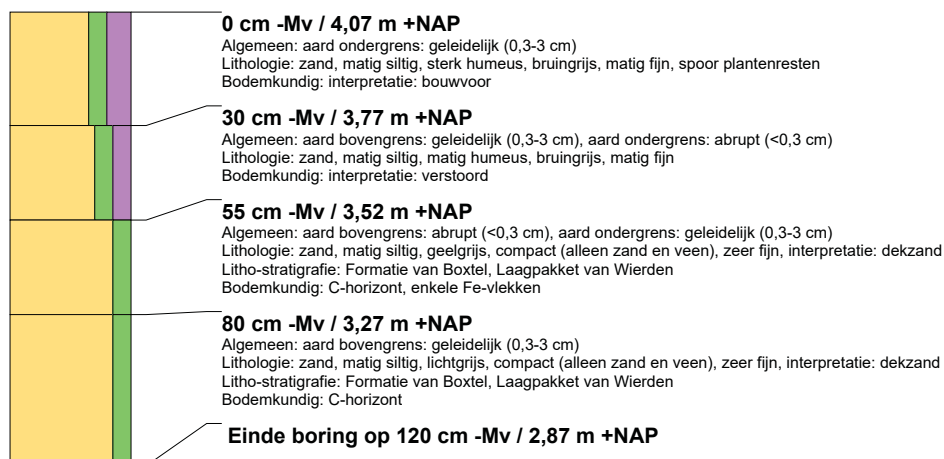 0 cm -Mv / 4,07 m +NAP
Algemeen: aard ondergrens: geleidelijk (0,3-3 cm)
Lithologie: zand, matig siltig, sterk humeus, bruingrijs, matig fijn, spoor plantenresten
Bodemkundig: interpretatie: bouwvoor
30 cm -Mv / 3,77 m +NAP
Algemeen: aard bovengrens: geleidelijk (0,3-3 cm), aard ondergrens: abrupt (<0,3 cm)
Lithologie: zand, matig siltig, matig humeus, bruingrijs, matig fijn
Bodemkundig: interpretatie: verstoord
55 cm -Mv / 3,52 m +NAP
Algemeen: aard bovengrens: abrupt (<0,3 cm), aard ondergrens: geleidelijk (0,3-3 cm)
Lithologie: zand, matig siltig, geelgrijs, compact (alleen zand en veen), zeer fijn, interpretatie: dekzand
Litho-stratigrafie: Formatie van Boxtel, Laagpakket van Wierden
Bodemkundig: C-horizont, enkele Fe-vlekken
80 cm -Mv / 3,27 m +NAP
Algemeen: aard bovengrens: geleidelijk (0,3-3 cm)
Lithologie: zand, matig siltig, lichtgrijs, compact (alleen zand en veen), zeer fijn, interpretatie: dekzand
Litho-stratigrafie: Formatie van Boxtel, Laagpakket van Wierden
Bodemkundig: C-horizont
Einde boring op 120 cm -Mv / 2,87 m +NAP